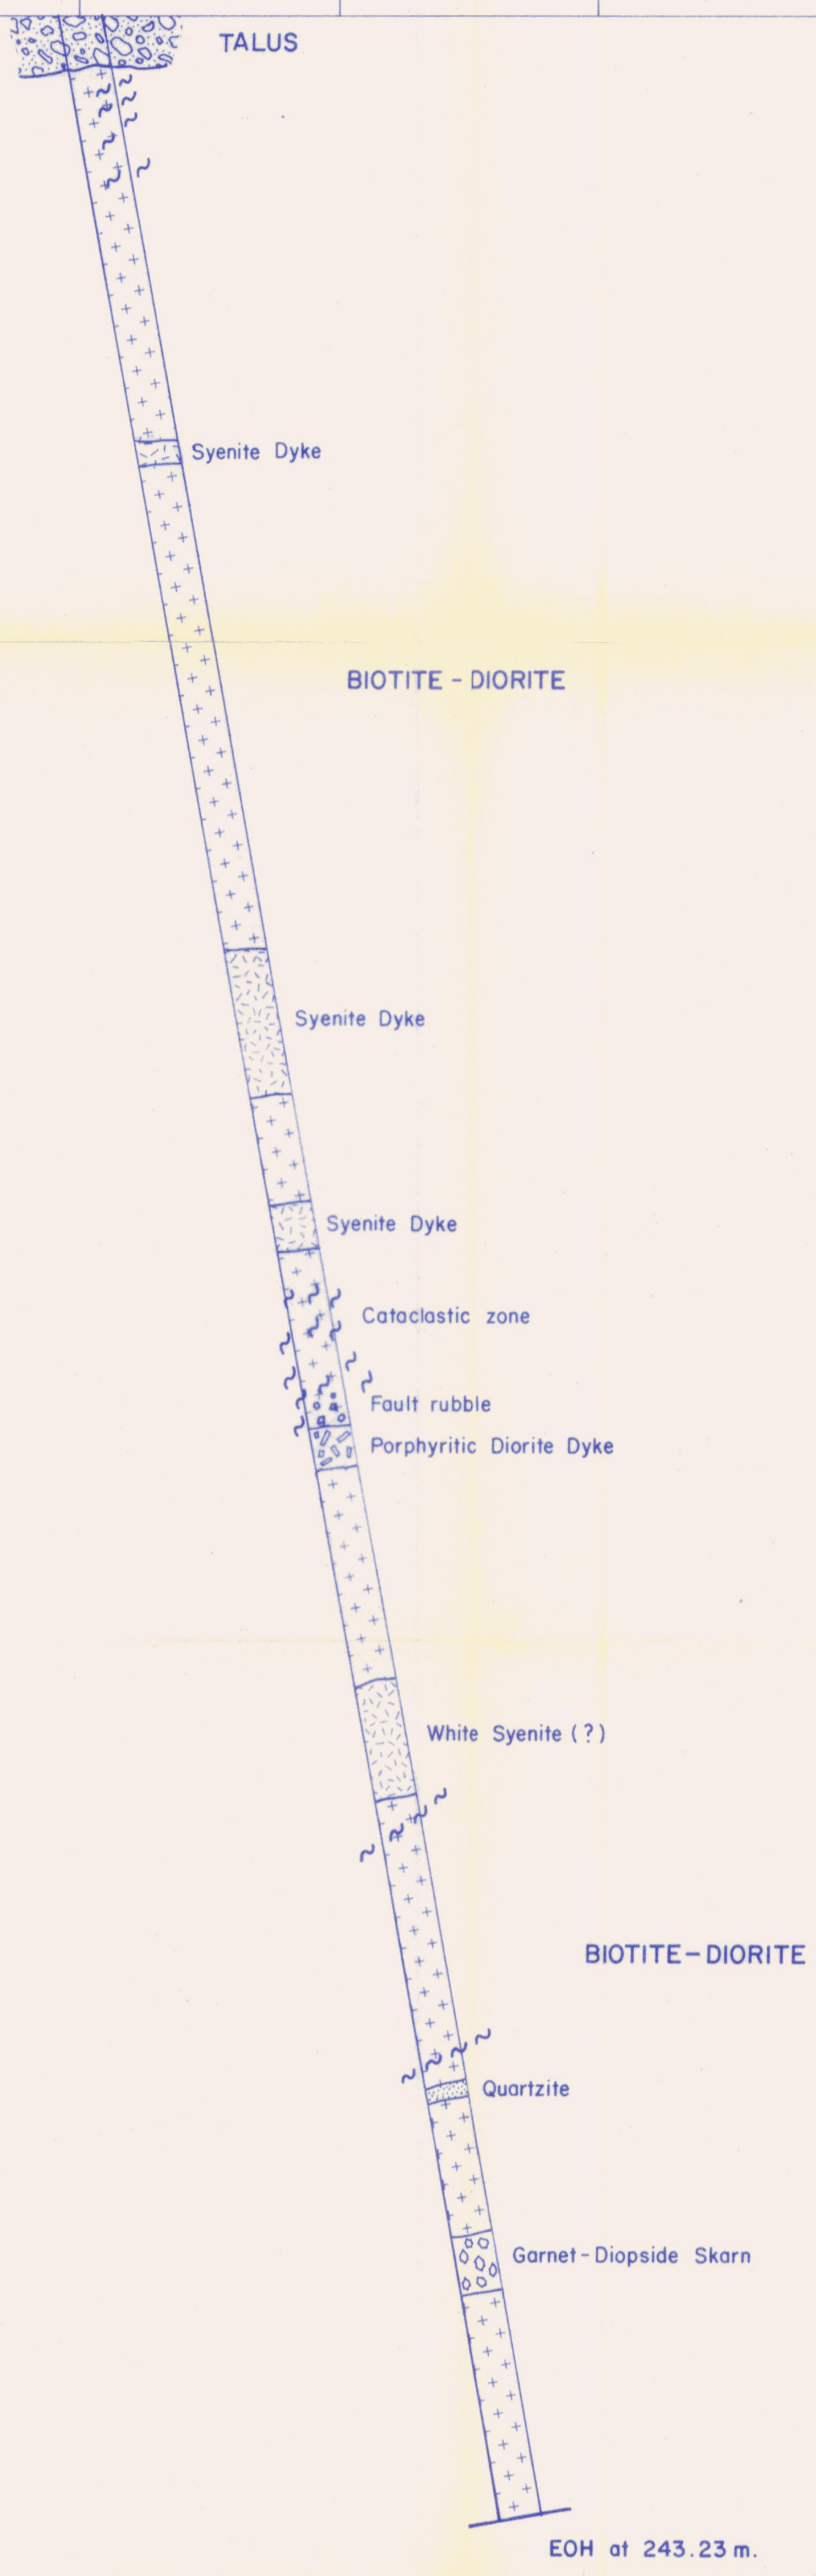 TALUS
Syenite Dyke
BIOTITE - DIORITE
Syenite Dyke
Syenite Dyke
Cataclastic zone
Fault rubble
Porphyritic Diorite Dyke
White Syenite (?)
BIOTITE-DIORITE
Quartzite
Garnet-Diopside Skarn
EOH at 243.23 m.